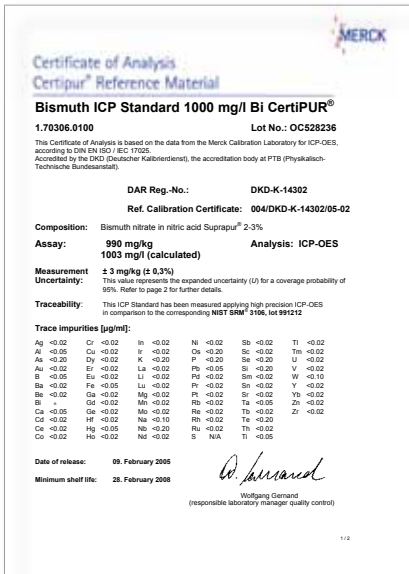 MERCK
Certificate of Analysis
Certipur® Reference Material
Bismuth ICP Standard 1000 mg/l Bi CertiPUR®
1.70306.0100 Lot No.: OC528236
This Certificate of Analysis is based on the data from the Merck Calibration Laboratory for ICP-OES,
according to DIN EN ISO / IEC 17025.
Accredited by the DKD (Deutscher Kalibrierdienst), the accreditation body at PTB (Physikalisch-
Technische Bundesanstalt).
DAR Reg.-No.: DKD-K-14302
Ref. Calibration Certificate: 004/DKD-K-14302/05-02
Composition: Bismuth nitrate in nitric acid Suprapur® 2-3%
Assay: 990 mg/kg Analysis: ICP-OES
1003 mg/l (calculated)
Measurement ± 3 mg/kg (± 0,3%)
Uncertainty: This value represents the expanded uncertainty (U) for a coverage probability of
95%. Refer to page 2 for further details.
Traceability: This ICP Standard has been measured applying high precision ICP-OES
in comparison to the corresponding NIST SRM® 3106, lot 991212
Trace impurities [µg/ml]:
Ag <0.02 Cr <0.02 In <0.02 Ni <0.02 Sb <0.02 Tl <0.02
Al <0.05 Cu <0.02 Ir <0.02 Os <0.20 Sc <0.02 Tm <0.02
As <0.20 Dy <0.02 K <0.20 P <0.20 Se <0.20 U <0.02
Au <0.02 Er <0.02 La <0.02 Pb <0.05 Si <0.20 V <0.02
B <0.05 Eu <0.02 Li <0.02 Pd <0.02 Sm <0.02 W <0.10
Ba <0.02 Fe <0.05 Lu <0.02 Pr <0.02 Sn <0.02 Y <0.02
Be <0.02 Ga <0.02 Mg <0.02 Pt <0.02 Sr <0.02 Yb <0.02
Bi - Gd <0.02 Mn <0.02 Rb <0.02 Ta <0.05 Zn <0.02
Ca <0.05 Ge <0.02 Mo <0.02 Re <0.02 Tb <0.02 Zr <0.02
Cd <0.02 Hf <0.02 Na <0.10 Rh <0.02 Te <0.20
Ce <0.02 Hg <0.05 Nb <0.20 Ru <0.02 Th <0.02
Co <0.02 Ho <0.02 Nd <0.02 S N/A Ti <0.05
Date of release: 09. February 2005
Minimum shelf life: 28. February 2008
Wolfgang Gernand
(responsible laboratory manager quality control)
1 / 2